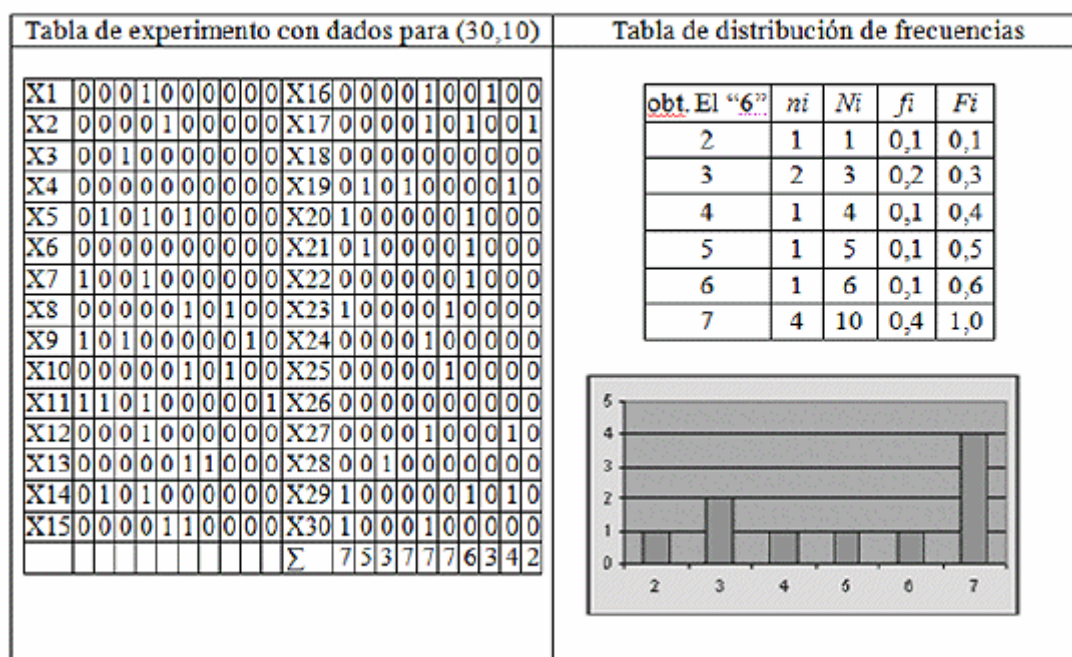 Tabla de experimento con dados para (30,10)
X1 0 0 0 1 0 0 0 0 0 0 X16 0 0 0 0 1 0 0 1 0 0
X2 0 0 0 0 1 0 0 0 0 0 X17 0 0 0 0 1 0 1 0 0 1
X3 0 0 1 0 0 0 0 0 0 0 X18 0 0 0 0 0 0 0 0 0 0
X4 0 0 0 0 0 0 0 0 0 0 X19 0 1 0 1 0 0 0 0 1 0
X5 0 1 0 1 0 1 0 0 0 0 X20 1 0 0 0 0 0 1 0 0 0
X6 0 0 0 0 0 0 0 0 0 0 X21 0 1 0 0 0 0 1 0 0 0
X7 1 0 0 1 0 0 0 0 0 0 X22 0 0 0 0 0 0 1 0 0 0
X8 0 0 0 0 0 1 0 1 0 0 X23 1 0 0 0 0 1 0 0 0 0
X9 1 0 1 0 0 0 0 0 1 0 X24 0 0 0 0 1 0 0 0 0 0
X10 0 0 0 0 0 1 0 1 0 0 X25 0 0 0 0 0 1 0 0 0 0
X11 1 1 0 1 0 0 0 0 0 1 X26 0 0 0 0 0 0 0 0 0 0
X12 0 0 0 1 0 0 0 0 0 0 X27 0 0 0 0 1 0 0 0 1 0
X13 0 0 0 0 0 1 1 0 0 0 X28 0 0 1 0 0 0 0 0 0 0
X14 0 1 0 1 0 0 0 0 0 0 X29 1 0 0 0 0 0 1 0 1 0
X15 0 0 0 0 1 1 0 0 0 0 X30 1 0 0 0 1 0 0 0 0 0
∑ 7 5 3 7 7 7 6 3 4 2
Tabla de distribución de frecuencias
obt. El “6” ni Ni fi Fi
2 1 1 0,1 0,1
3 2 3 0,2 0,3
4 1 4 0,1 0,4
5 1 5 0,1 0,5
6 1 6 0,1 0,6
7 4 10 0,4 1,0
5
4
3
2
1
0
2 3 4 5 6 7